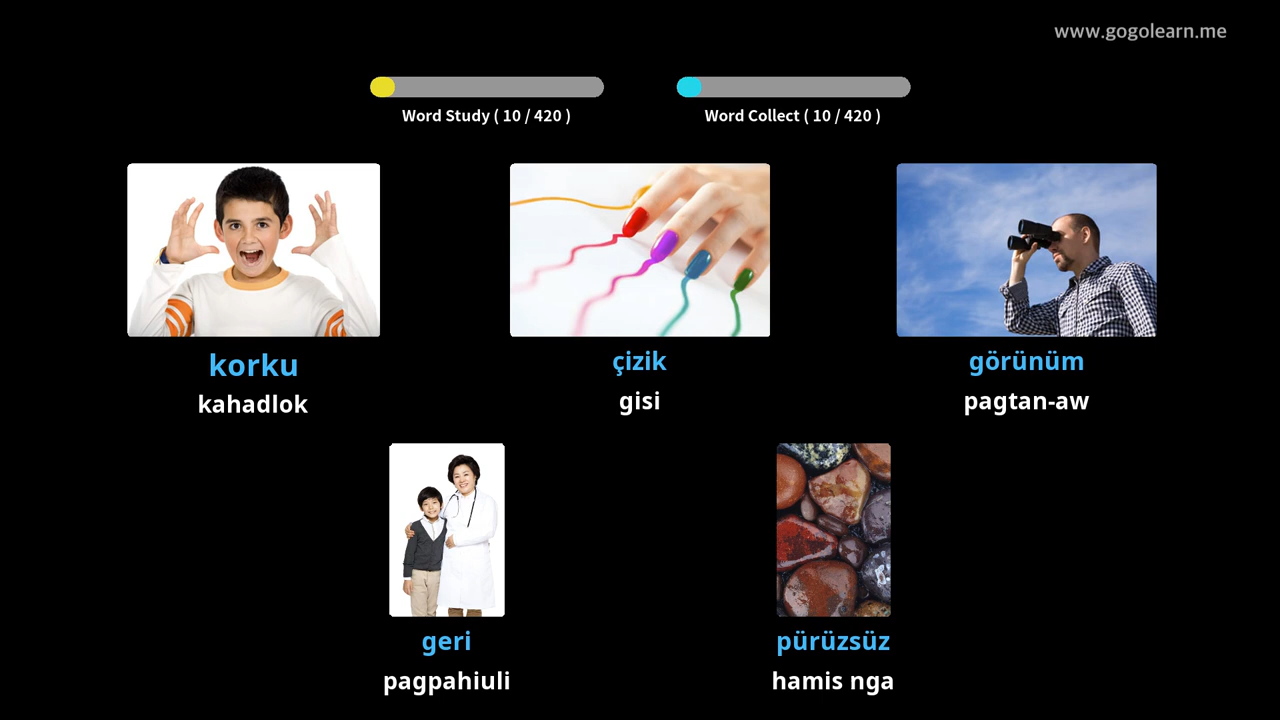 www.gogolearn.me
Word Study ( 10 / 420 )
Word Collect ( 10 / 420 )
korku
kahadlok
çizik
gisi
görünüm
pagtan-aw
geri
pagpahiuli
pürüzsüz
hamis nga